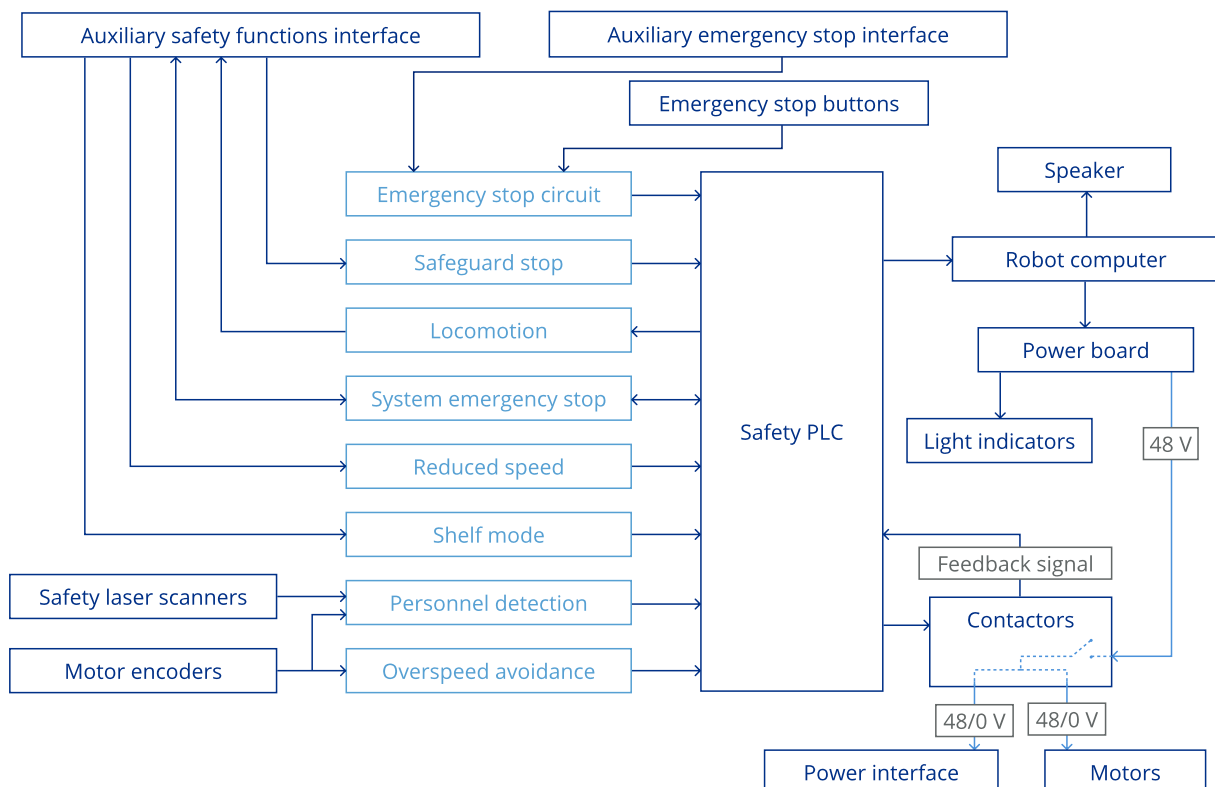 Auxiliary safety functions interface
Auxiliary emergency stop interface
Emergency stop buttons
Speaker
Emergency stop circuit
Safeguard stop
Robot computer
Locomotion
Power board
System emergency stop
Safety PLC
Light indicators
48 V
Reduced speed
Shelf mode
Feedback signal
Safety laser scanners
Personnel detection
Contactors
Motor encoders
Overspeed avoidance
48/0 V
48/0 V
Power interface
Motors